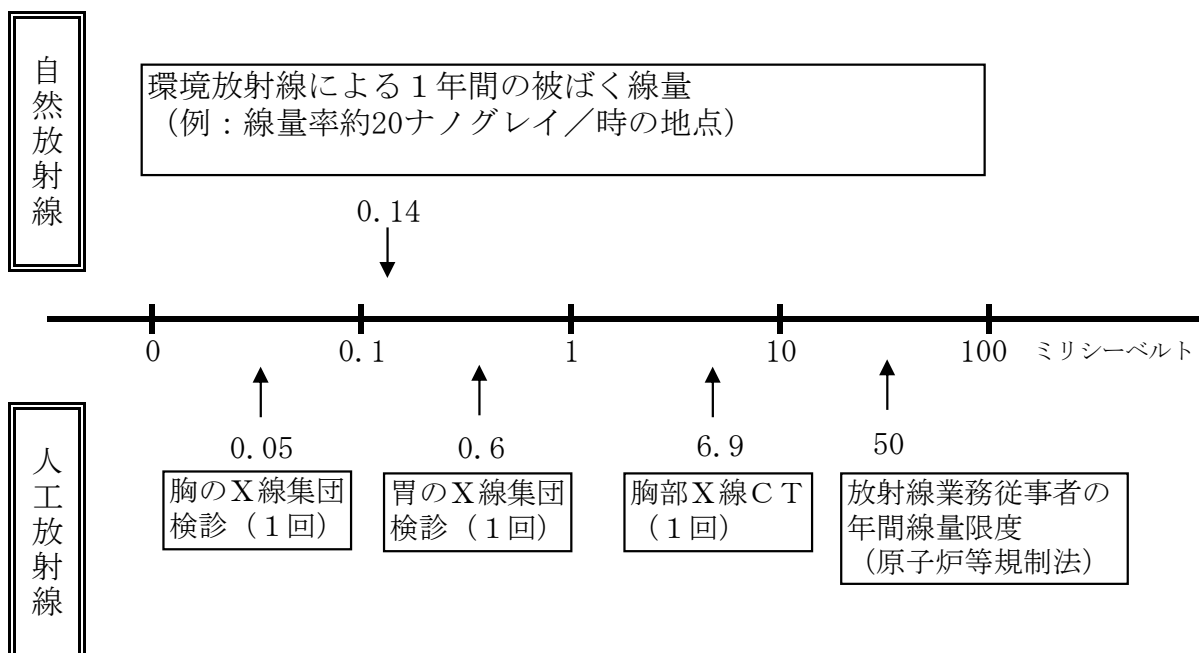 自然放射線
環境放射線による１年間の被ばく線量
（例：線量率約20ナノグレイ／時の地点）
0.14
0
0.1
1
10
100
ミリシーベルト
人工放射線
0.05
胸のＸ線集団
検診（１回）
0.6
胃のＸ線集団
検診（１回）
6.9
胸部Ｘ線ＣＴ
（１回）
50
放射線業務従事者の
年間線量限度
（原子炉等規制法）